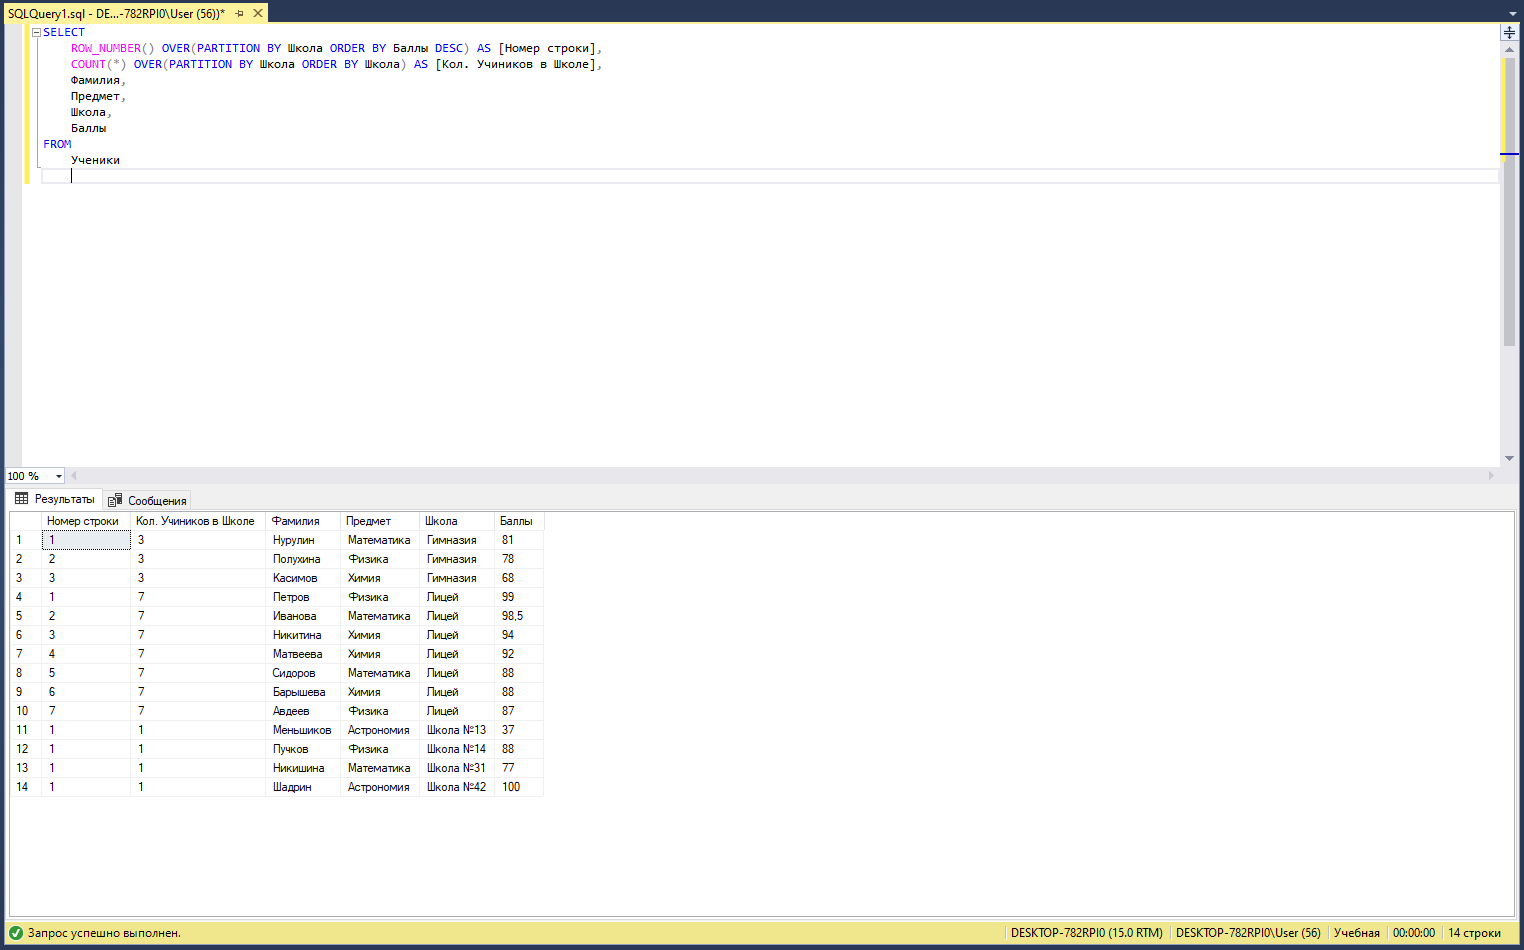 SQLQuery1.sql - DE...-782RPI0\User (56))*
SELECT
ROW_NUMBER() OVER(PARTITION BY Школа ORDER BY Баллы DESC) AS [Номер строки],
COUNT(*) OVER(PARTITION BY Школа ORDER BY Школа) AS [Кол. Учиников в Школе],
Фамилия,
Предмет,
Школа,
Баллы
FROM
Ученики
100 %
Результаты Сообщения
Номер строки Кол. Учиников в Школе Фамилия Предмет Школа Баллы
1 1 3 Нурулин Математика Гимназия 81
2 2 3 Полухина Физика Гимназия 78
3 3 3 Касимов Химия Гимназия 68
4 1 7 Петров Физика Лицей 99
5 2 7 Иванова Математика Лицей 98,5
6 3 7 Никитина Химия Лицей 94
7 4 7 Матвеева Химия Лицей 92
8 5 7 Сидоров Математика Лицей 88
9 6 7 Барышева Химия Лицей 88
10 7 7 Авдеев Физика Лицей 87
11 1 1 Меньшиков Астрономия Школа №13 37
12 1 1 Пучков Физика Школа №14 88
13 1 1 Никишина Математика Школа №31 77
14 1 1 Шадрин Астрономия Школа №42 100
Запрос успешно выполнен. DESKTOP-782RPI0 (15.0 RTM) DESKTOP-782RPI0\User (56) Учебная 00:00:00 14 строки